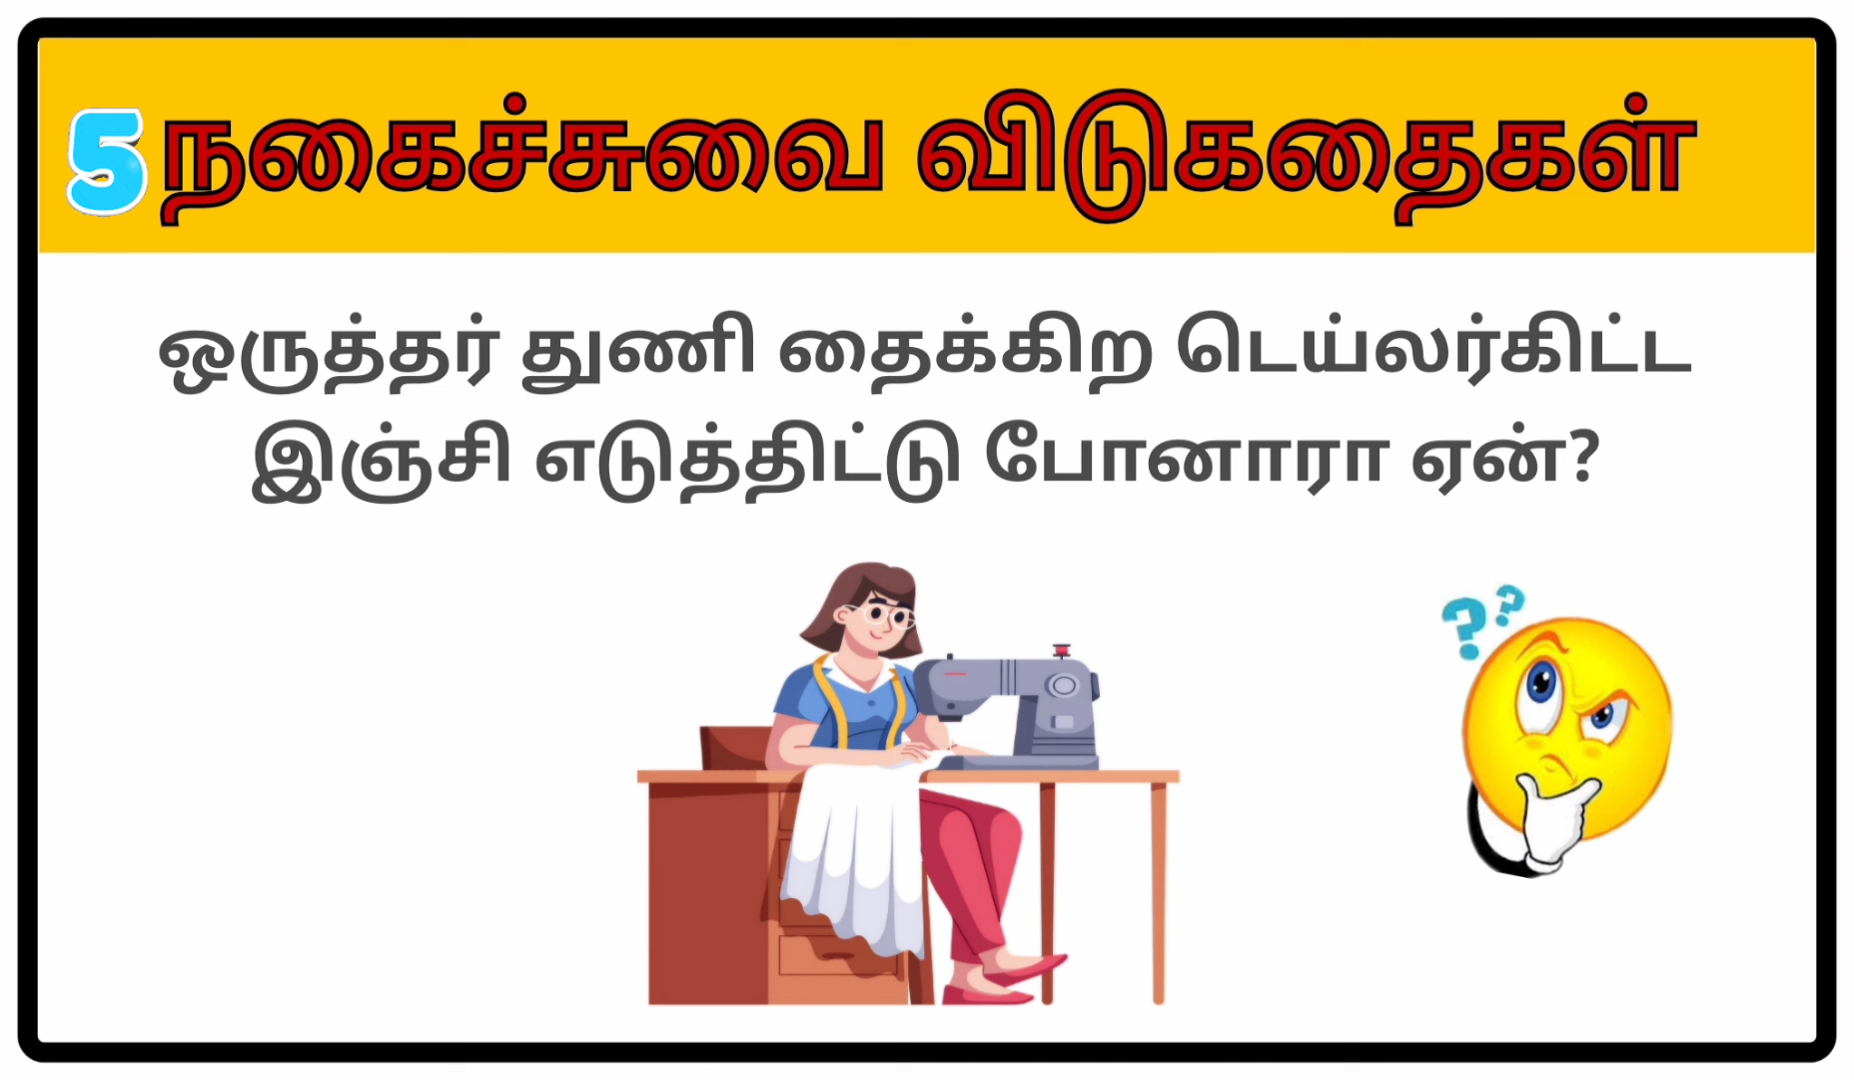 5 நகைச்சுவை விடுகதைகள்
ஒருத்தர் துணி தைக்கிற டெய்லர்கிட்ட
இஞ்சி எடுத்திட்டு போனாரா ஏன்?
??